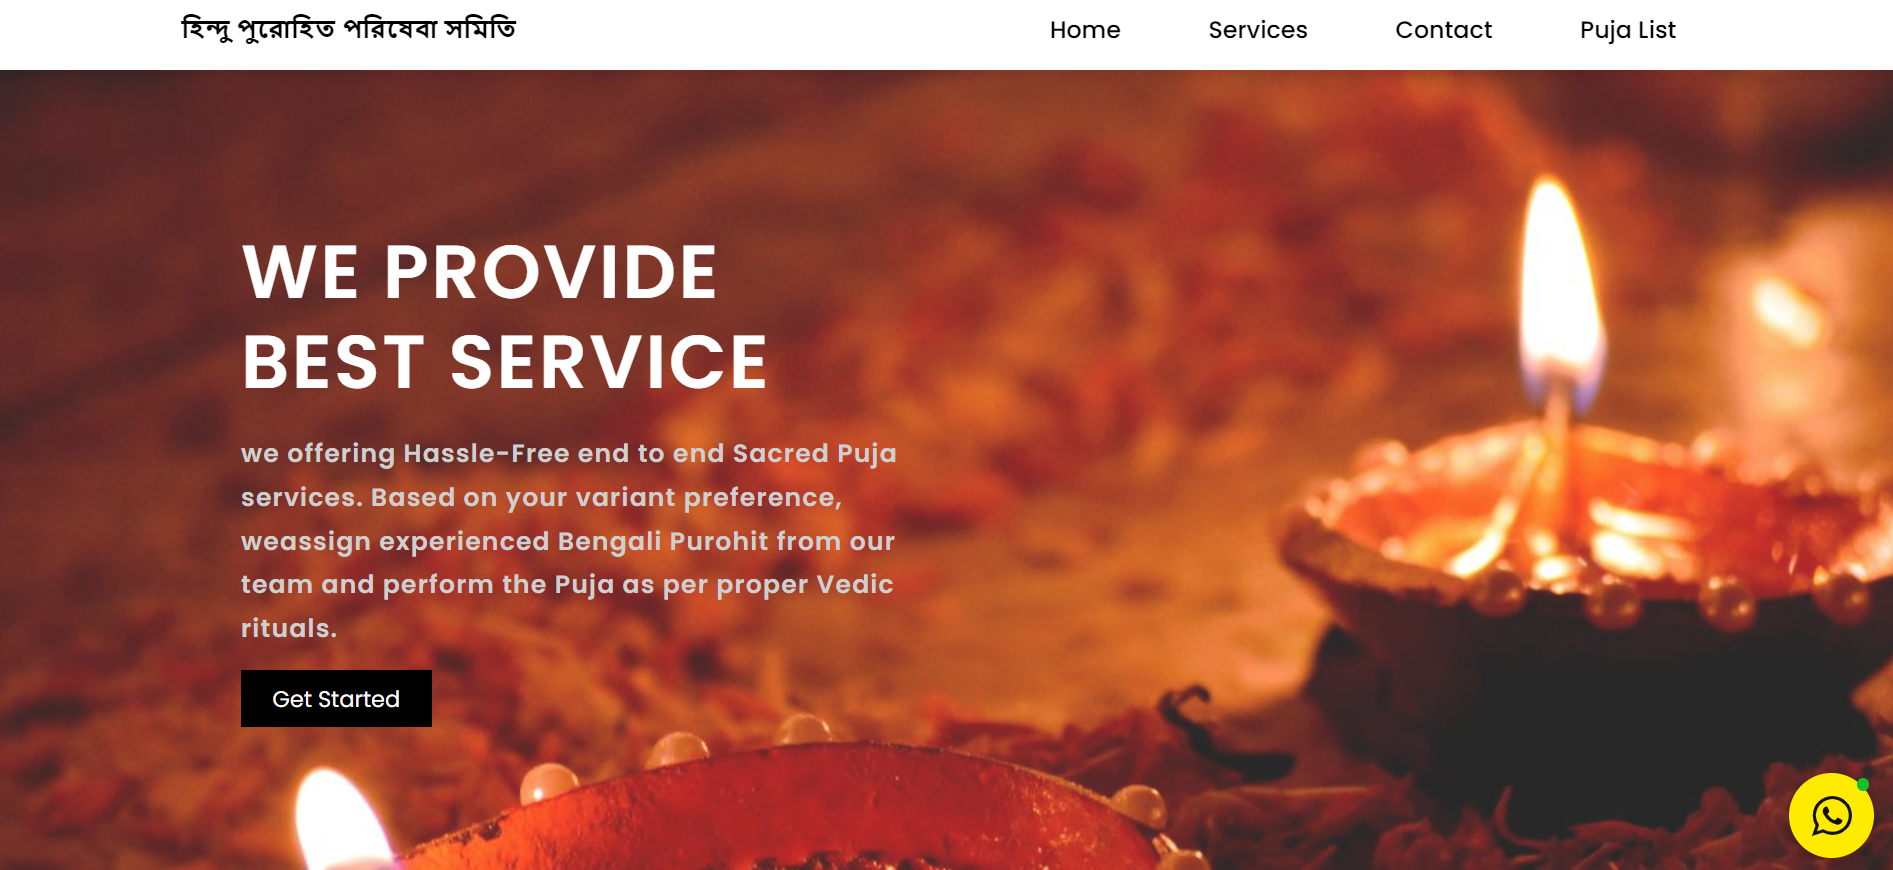 হিন্দু পুরোহিত পরিষেবা সমিতি
Home Services Contact Puja List
WE PROVIDE
BEST SERVICE
we offering Hassle-Free end to end Sacred Puja
services. Based on your variant preference,
weassign experienced Bengali Purohit from our
team and perform the Puja as per proper Vedic
rituals.
Get Started